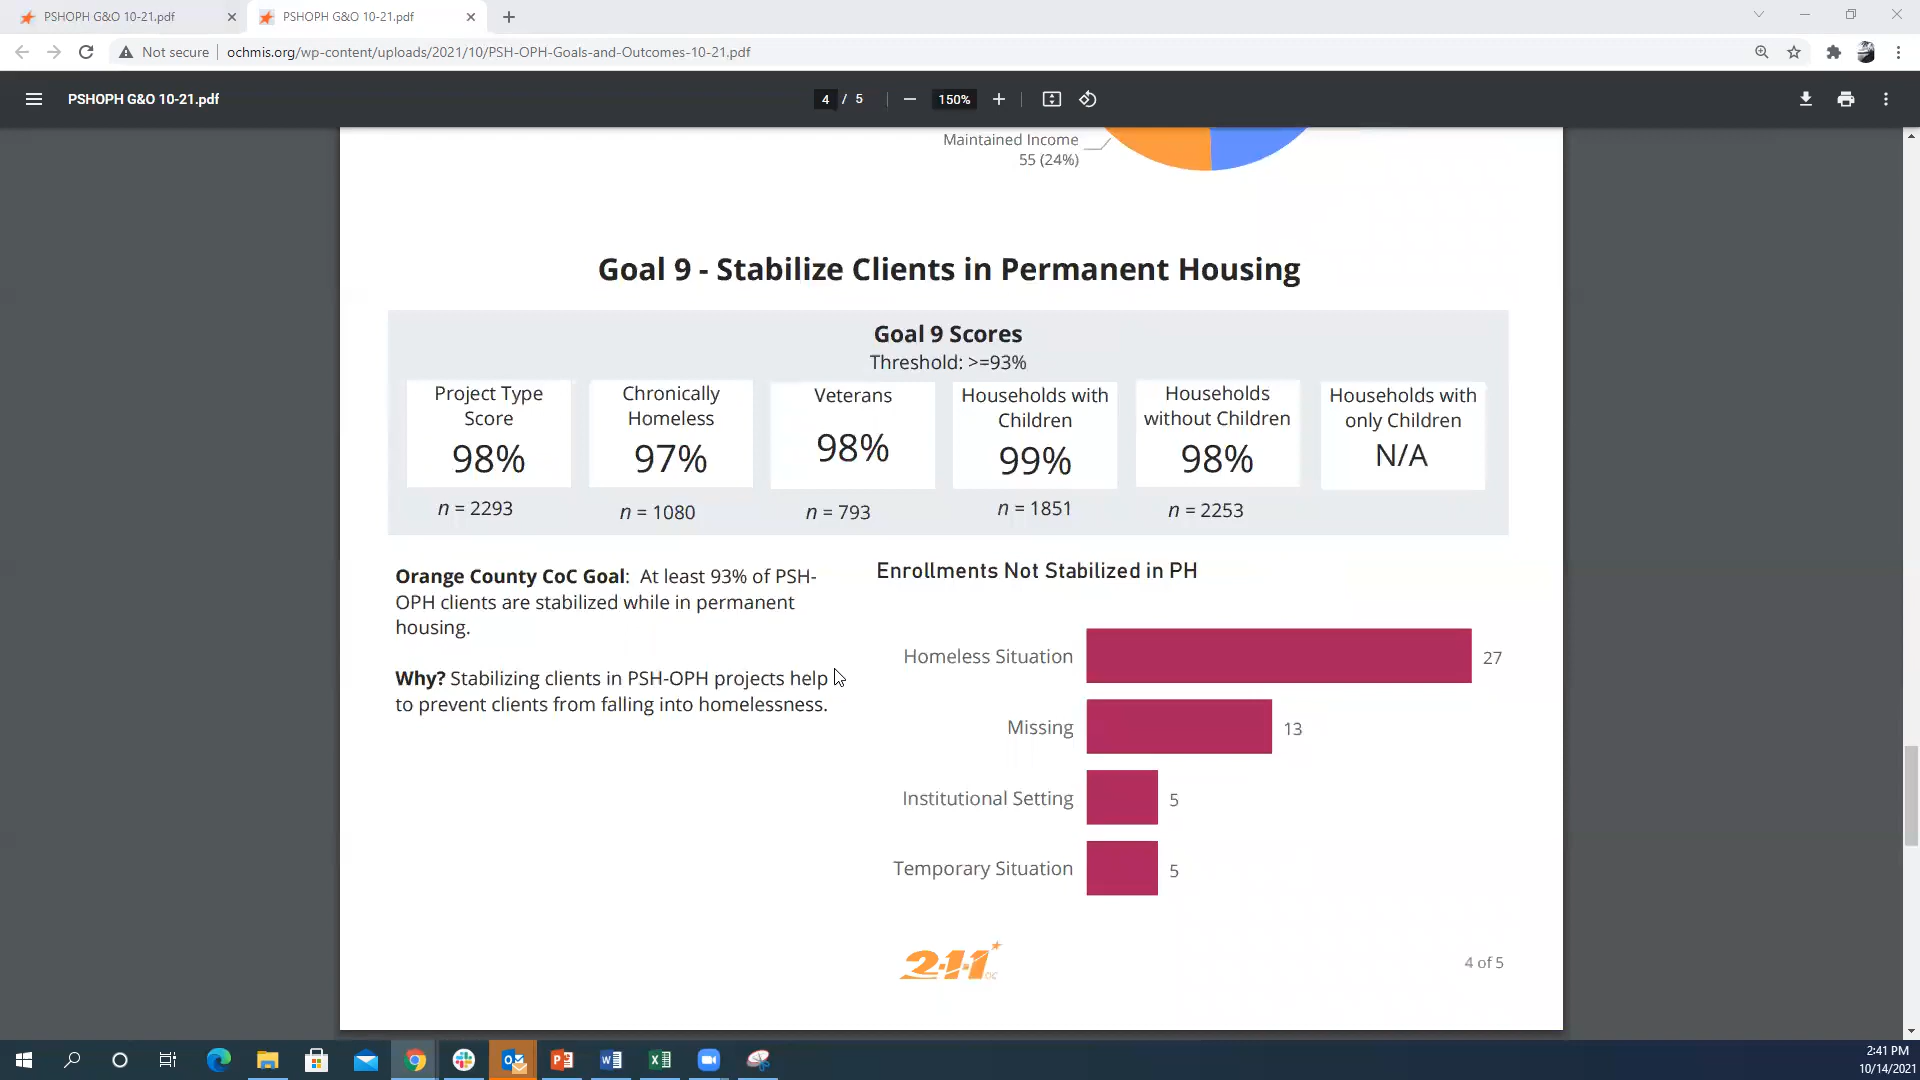 PSHOPH G&O 10-21.pdf
PSHOPH G&O 10-21.pdf
Not secure
ochmis.org/wp-content/uploads/2021/10/PSH-OPH-Goals-and-Outcomes-10-21.pdf
PSHOPH G&O 10-21.pdf
4 / 5
150%
Maintained Income
55 (24%)
Goal 9 - Stabilize Clients in Permanent Housing
Goal 9 Scores
Threshold: >=93%
Project Type
Score
98%
n = 2293
Chronically
Homeless
97%
n = 1080
Veterans
98%
n = 793
Households with
Children
99%
n = 1851
Households
without Children
98%
n = 2253
Households with
only Children
N/A
Orange County CoC Goal: At least 93% of PSH-
OPH clients are stabilized while in permanent
housing.
Why? Stabilizing clients in PSH-OPH projects help
to prevent clients from falling into homelessness.
Enrollments Not Stabilized in PH
Homeless Situation 27
Missing 13
Institutional Setting 5
Temporary Situation 5
2·1·1 OC
4 of 5
2:41 PM
10/14/2021